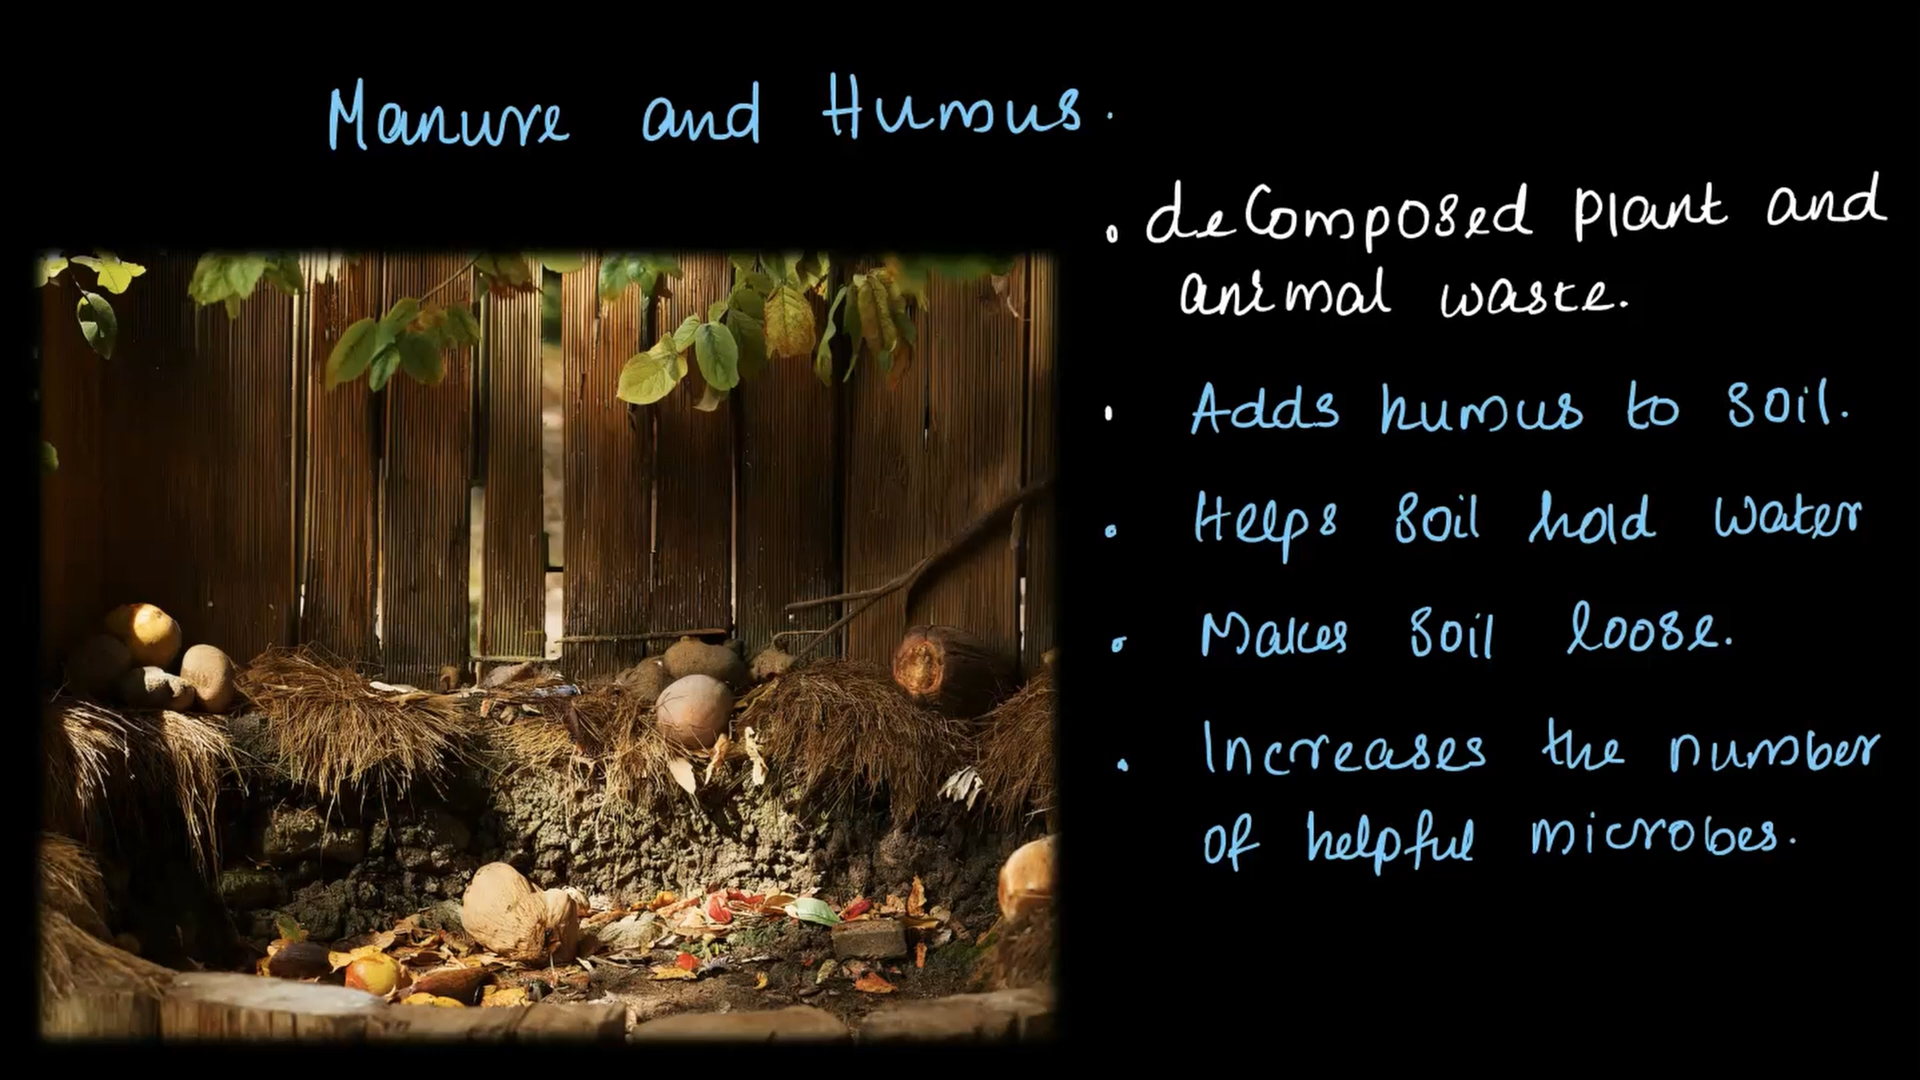 Manure and Humus.
• decomposed plant and
animal waste.
• Adds humus to soil.
• Helps soil hold water
• Makes soil loose.
• Increases the number
of helpful microbes.